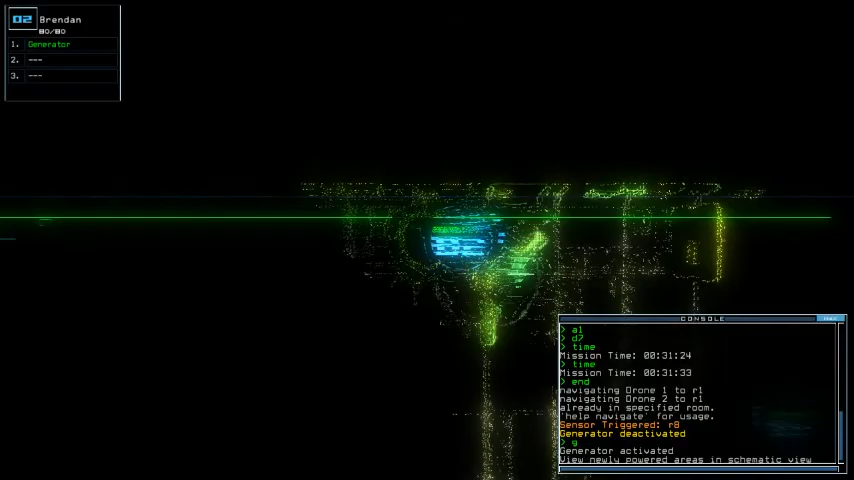 02 Brendan
80/80
1. Generator
2. ---
3. ---
CONSOLE
> a1
> d7
> time
Mission Time: 00:31:24
> time
Mission Time: 00:31:33
> end
navigating Drone 1 to r1
navigating Drone 2 to r1
already in specified room.
'help navigate' for usage.
Sensor Triggered: r8
Generator deactivated
> g
Generator activated
View newly powered areas in schematic view